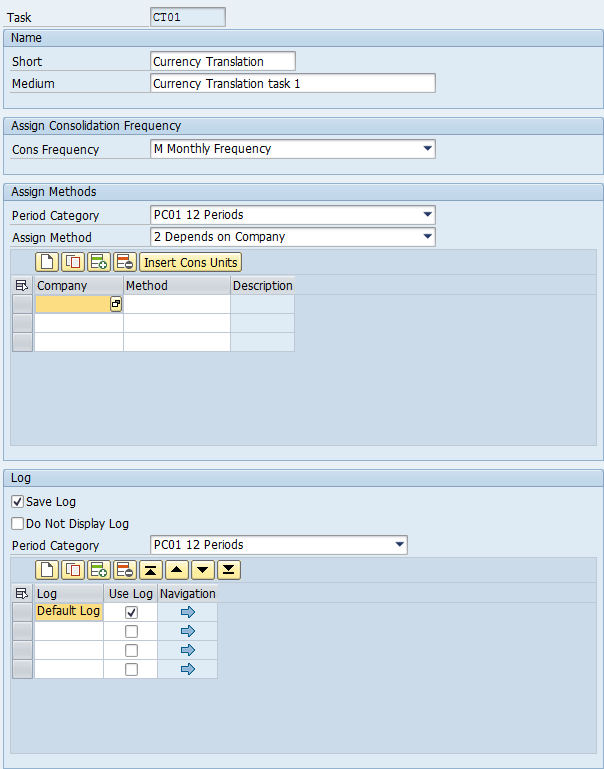 Task CT01
Name
Short Currency Translation
Medium Currency Translation task 1
Assign Consolidation Frequency
Cons Frequency M Monthly Frequency
Assign Methods
Period Category PC01 12 Periods
Assign Method 2 Depends on Company
Insert Cons Units
Company Method Description
Log
Save Log
Do Not Display Log
Period Category PC01 12 Periods
Log Use Log Navigation
Default Log